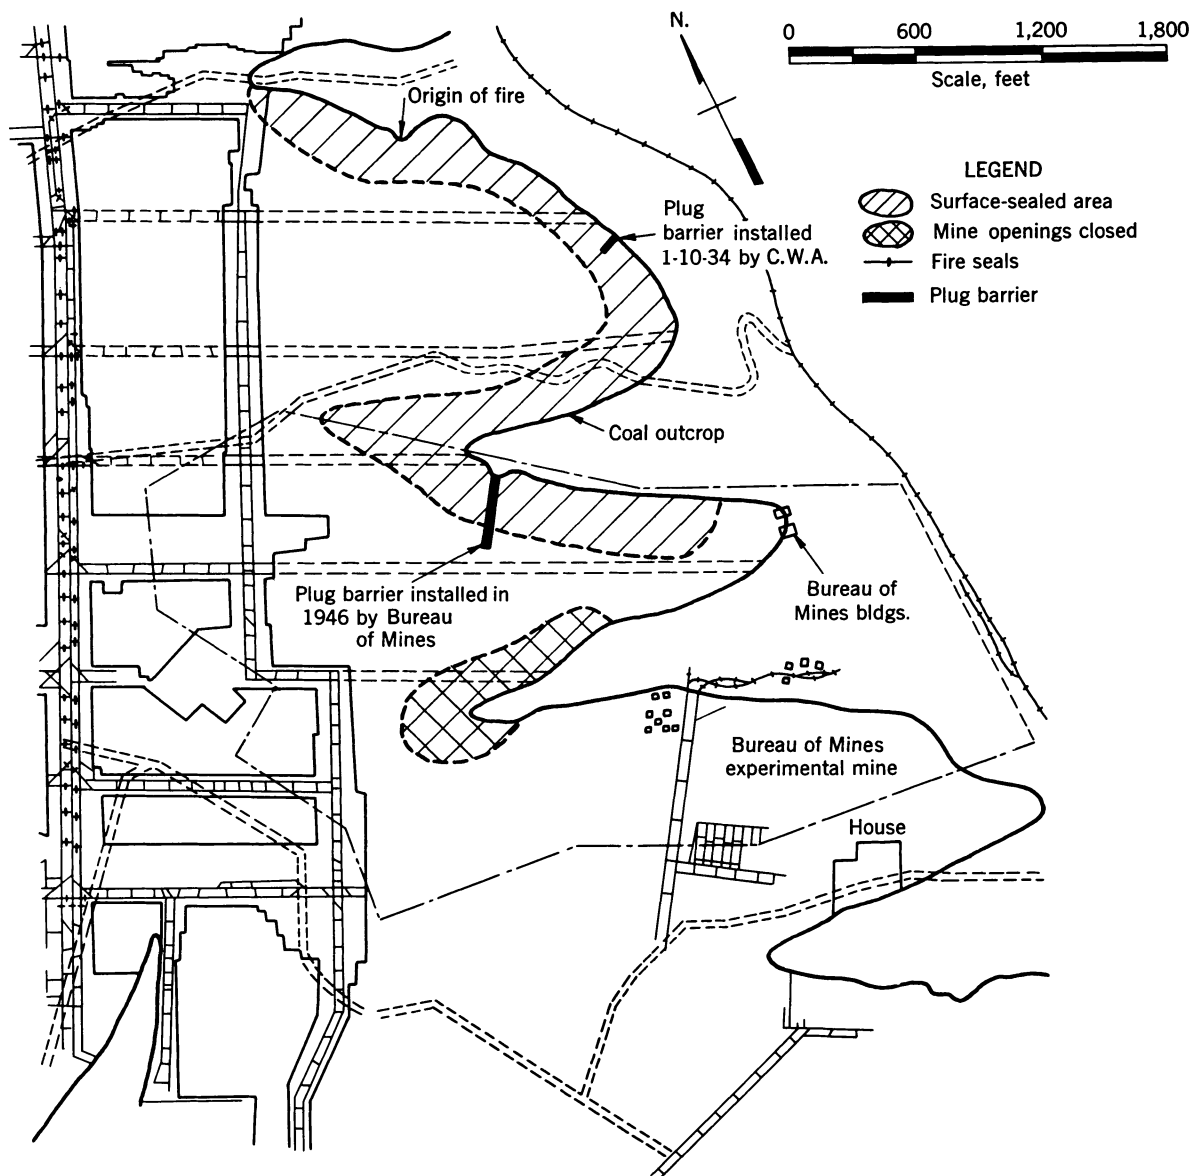 N.
0 600 1,200 1,800
Scale, feet
Origin of fire
LEGEND
Surface-sealed area
Mine openings closed
Fire seals
Plug barrier
Plug
barrier installed
1-10-34 by C.W.A.
Coal outcrop
Plug barrier installed in
1946 by Bureau
of Mines
Bureau of
Mines bldgs.
Bureau of Mines
experimental mine
House